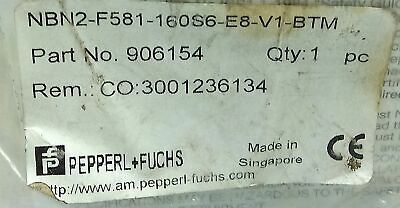 NBN2-F581-160S6-E8-V1-BTM
Part No. 906154 Qty: 1 pc
Rem.: CO:3001236134
PEPPERL+FUCHS
Made in
Singapore
CE
http://www.am.pepperl-fuchs.com